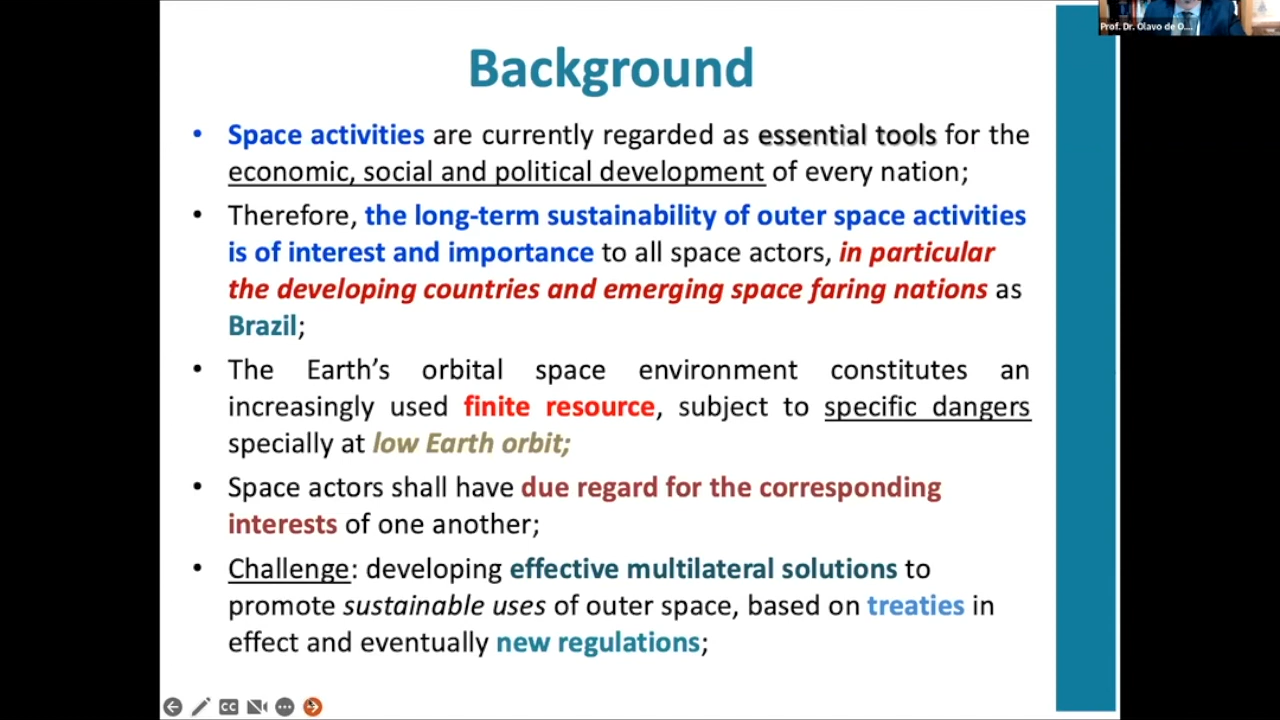 Prof. Dr. Olavo de O...
Background
• Space activities are currently regarded as essential tools for the
economic, social and political development of every nation;
• Therefore, the long-term sustainability of outer space activities
is of interest and importance to all space actors, in particular
the developing countries and emerging space faring nations as
Brazil;
• The Earth’s orbital space environment constitutes an
increasingly used finite resource, subject to specific dangers
specially at low Earth orbit;
• Space actors shall have due regard for the corresponding
interests of one another;
• Challenge: developing effective multilateral solutions to
promote sustainable uses of outer space, based on treaties in
effect and eventually new regulations;
CC